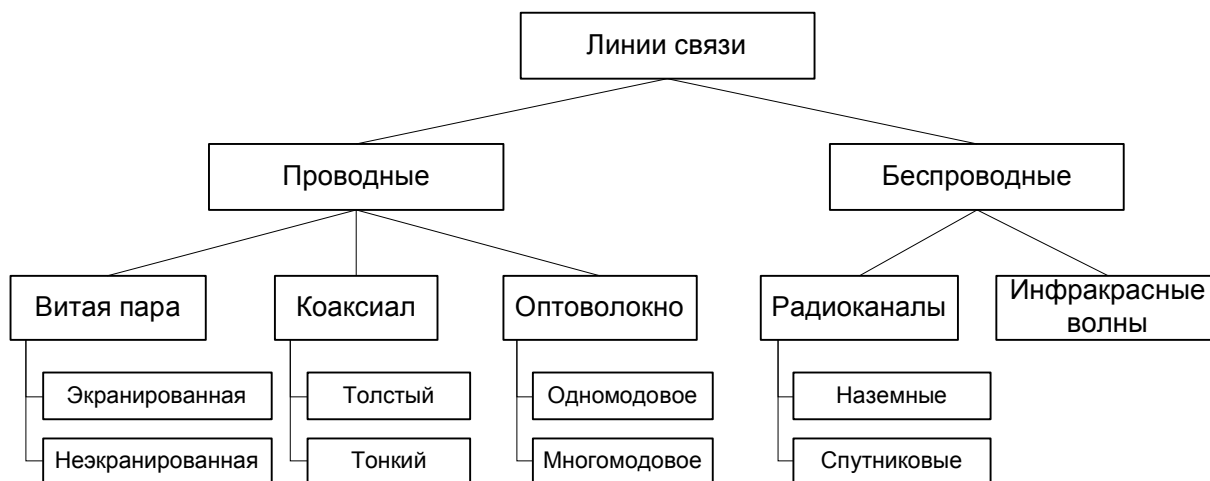 Линии связи
Проводные
Беспроводные
Витая пара
Коаксиал
Оптоволокно
Радиоканалы
Инфракрасные
волны
Экранированная
Толстый
Одномодовое
Наземные
Неэкранированная
Тонкий
Многомодовое
Спутниковые